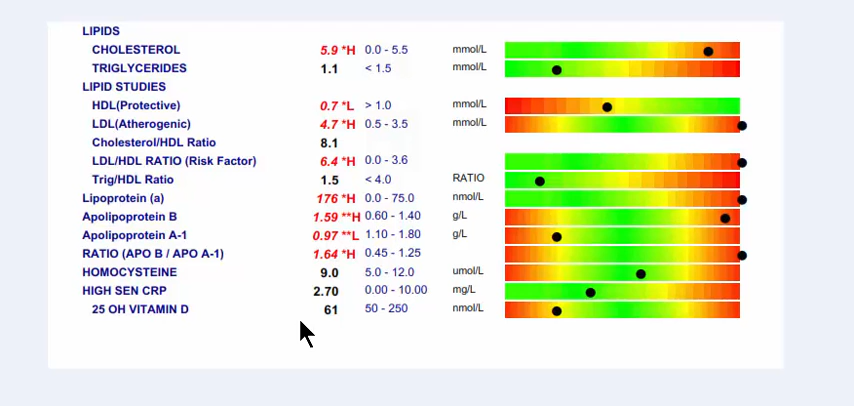 LIPIDS
CHOLESTEROL 5.9 *H 0.0 - 5.5 mmol/L
TRIGLYCERIDES 1.1 < 1.5 mmol/L
LIPID STUDIES
HDL(Protective) 0.7 *L > 1.0 mmol/L
LDL(Atherogenic) 4.7 *H 0.5 - 3.5 mmol/L
Cholesterol/HDL Ratio 8.1
LDL/HDL RATIO (Risk Factor) 6.4 *H 0.0 - 3.6
Trig/HDL Ratio 1.5 < 4.0 RATIO
Lipoprotein (a) 176 *H 0.0 - 75.0 nmol/L
Apolipoprotein B 1.59 **H 0.60 - 1.40 g/L
Apolipoprotein A-1 0.97 **L 1.10 - 1.80 g/L
RATIO (APO B / APO A-1) 1.64 *H 0.45 - 1.25
HOMOCYSTEINE 9.0 5.0 - 12.0 umol/L
HIGH SEN CRP 2.70 0.00 - 10.00 mg/L
25 OH VITAMIN D 61 50 - 250 nmol/L